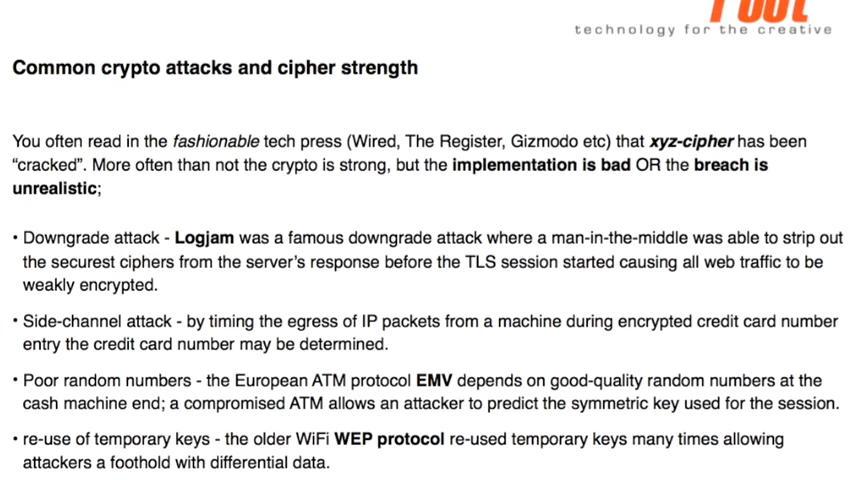 technology for the creative
Common crypto attacks and cipher strength
You often read in the fashionable tech press (Wired, The Register, Gizmodo etc) that xyz-cipher has been
“cracked”. More often than not the crypto is strong, but the implementation is bad OR the breach is
unrealistic;
• Downgrade attack - Logjam was a famous downgrade attack where a man-in-the-middle was able to strip out
the securest ciphers from the server’s response before the TLS session started causing all web traffic to be
weakly encrypted.
• Side-channel attack - by timing the egress of IP packets from a machine during encrypted credit card number
entry the credit card number may be determined.
• Poor random numbers - the European ATM protocol EMV depends on good-quality random numbers at the
cash machine end; a compromised ATM allows an attacker to predict the symmetric key used for the session.
• re-use of temporary keys - the older WiFi WEP protocol re-used temporary keys many times allowing
attackers a foothold with differential data.